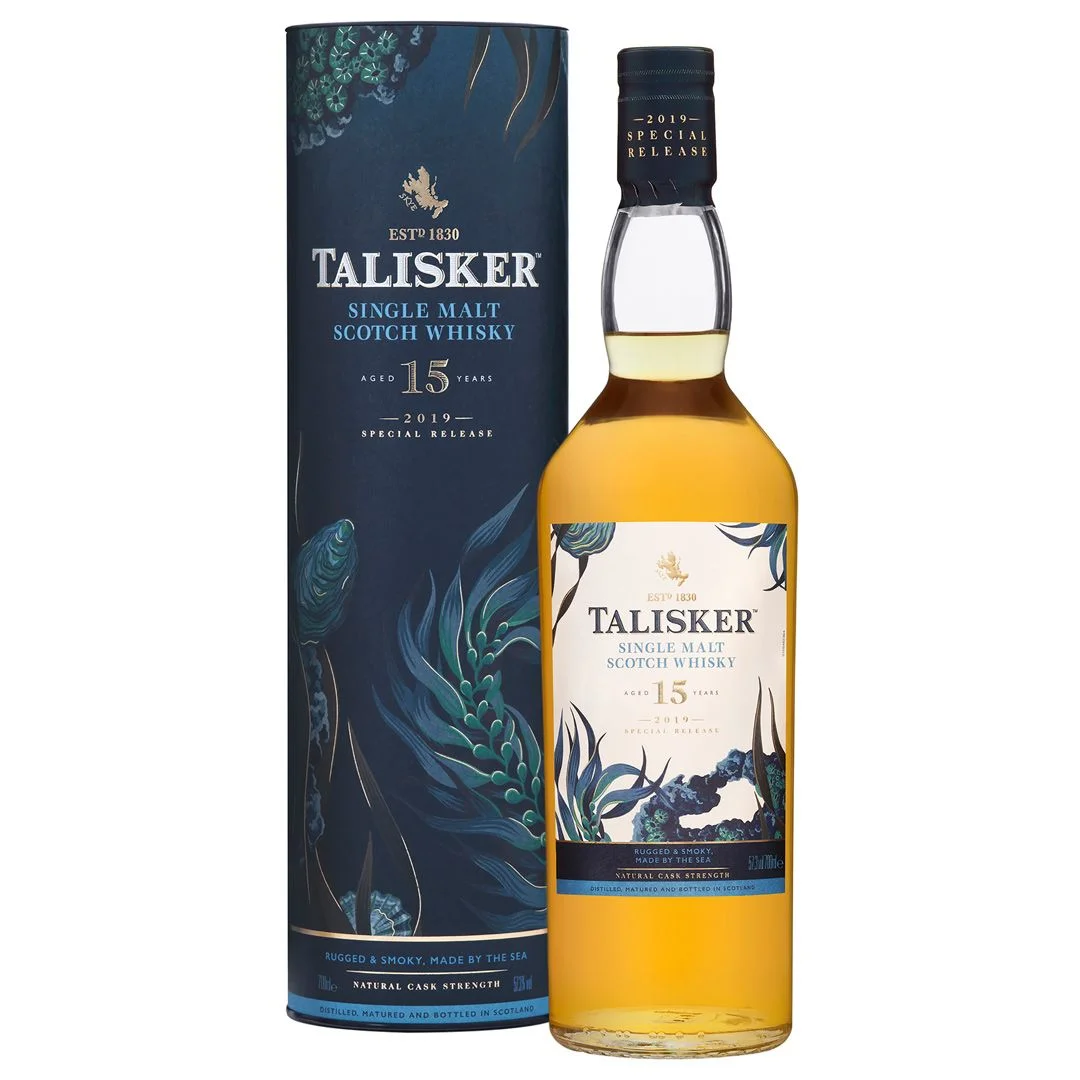 SKYE
ESTD 1830
TALISKER™
SINGLE MALT
SCOTCH WHISKY
AGED 15 YEARS
—2019—
SPECIAL RELEASE
RUGGED & SMOKY, MADE BY THE SEA
NATURAL CASK STRENGTH
DISTILLED, MATURED AND BOTTLED IN SCOTLAND
—2019—
SPECIAL
RELEASE
ESTD 1830
TALISKER™
SINGLE MALT
SCOTCH WHISKY
AGED 15 YEARS
—2019—
SPECIAL RELEASE
RUGGED & SMOKY,
MADE BY THE SEA
NATURAL CASK STRENGTH
DISTILLED, MATURED AND BOTTLED IN SCOTLAND